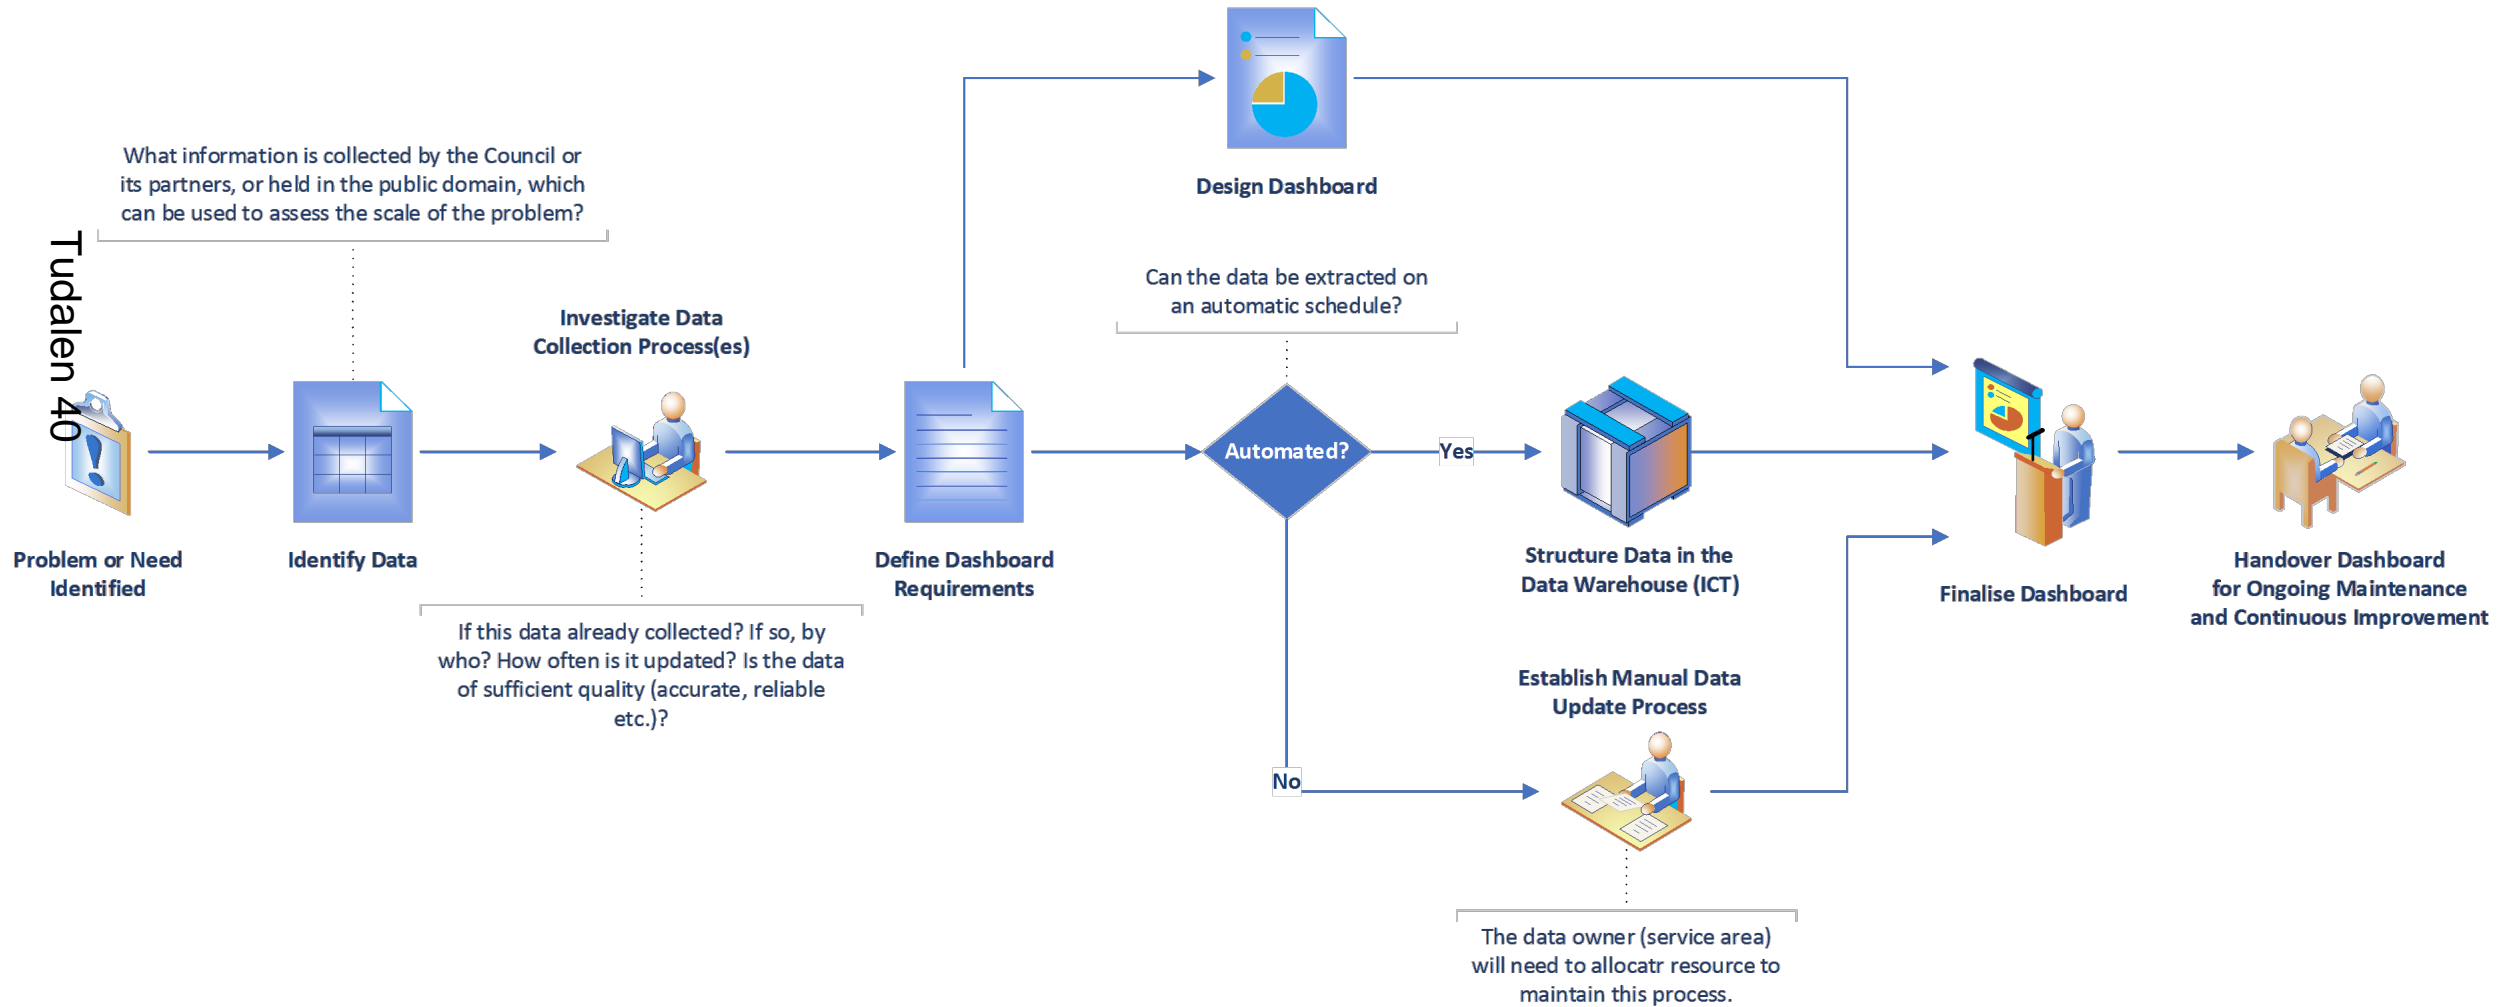 Tudalen 40
What information is collected by the Council or
its partners, or held in the public domain, which
can be used to assess the scale of the problem?
Problem or Need
Identified
Identify Data
Investigate Data
Collection Process(es)
If this data already collected? If so, by
who? How often is it updated? Is the data
of sufficient quality (accurate, reliable
etc.)?
Define Dashboard
Requirements
Design Dashboard
Can the data be extracted on
an automatic schedule?
Automated?
Yes
No
Structure Data in the
Data Warehouse (ICT)
Establish Manual Data
Update Process
The data owner (service area)
will need to allocatr resource to
maintain this process.
Finalise Dashboard
Handover Dashboard
for Ongoing Maintenance
and Continuous Improvement